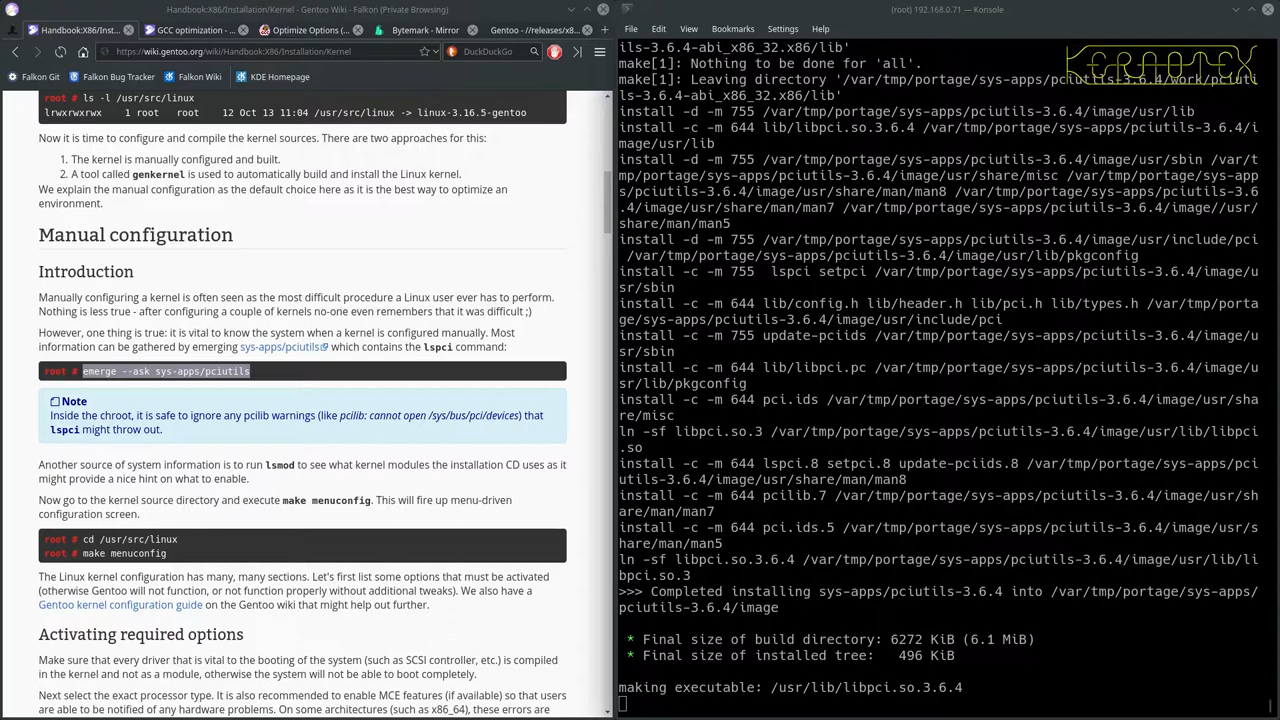 Handbook:X86/Installation/Kernel - Gentoo Wiki - Falkon (Private Browsing)
Handbook:X86/Inst...
GCC optimization - ...
Optimize Options (...
Bytemark - Mirror
Gentoo — /releases/x8...
https://wiki.gentoo.org/wiki/Handbook:X86/Installation/Kernel
DuckDuckGo
Falkon Git
Falkon Bug Tracker
Falkon Wiki
KDE Homepage
root # ls -l /usr/src/linux
lrwxrwxrwx    1 root   root    12 Oct 13 11:04 /usr/src/linux -> linux-3.16.5-gentoo
Now it is time to configure and compile the kernel sources. There are two approaches for this:
1. The kernel is manually configured and built.
2. A tool called genkernel is used to automatically build and install the Linux kernel.
We explain the manual configuration as the default choice here as it is the best way to optimize an
environment.
Manual configuration
Introduction
Manually configuring a kernel is often seen as the most difficult procedure a Linux user ever has to perform.
Nothing is less true - after configuring a couple of kernels no-one even remembers that it was difficult ;)
However, one thing is true: it is vital to know the system when a kernel is configured manually. Most
information can be gathered by emerging sys-apps/pciutils which contains the lspci command:
root # emerge --ask sys-apps/pciutils
Note
Inside the chroot, it is safe to ignore any pcilib warnings (like pcilib: cannot open /sys/bus/pci/devices) that
lspci might throw out.
Another source of system information is to run lsmod to see what kernel modules the installation CD uses as it
might provide a nice hint on what to enable.
Now go to the kernel source directory and execute make menuconfig. This will fire up menu-driven
configuration screen.
root # cd /usr/src/linux
root # make menuconfig
The Linux kernel configuration has many, many sections. Let's first list some options that must be activated
(otherwise Gentoo will not function, or not function properly without additional tweaks). We also have a
Gentoo kernel configuration guide on the Gentoo wiki that might help out further.
Activating required options
Make sure that every driver that is vital to the booting of the system (such as SCSI controller, etc.) is compiled
in the kernel and not as a module, otherwise the system will not be able to boot completely.
Next select the exact processor type. It is also recommended to enable MCE features (if available) so that users
are able to be notified of any hardware problems. On some architectures (such as x86_64), these errors are
(root) 192.168.0.71 — Konsole
File Edit View Bookmarks Settings Help
KERNOTEX
ils-3.6.4-abi_x86_32.x86/lib'
make[1]: Nothing to be done for 'all'.
make[1]: Leaving directory '/var/tmp/portage/sys-apps/pciutils-3.6.4/work/pciuti
ls-3.6.4-abi_x86_32.x86/lib'
install -d -m 755 /var/tmp/portage/sys-apps/pciutils-3.6.4/image/usr/lib
install -c -m 644 lib/libpci.so.3.6.4 /var/tmp/portage/sys-apps/pciutils-3.6.4/i
mage/usr/lib
install -d -m 755 /var/tmp/portage/sys-apps/pciutils-3.6.4/image/usr/sbin /var/t
mp/portage/sys-apps/pciutils-3.6.4/image/usr/share/misc /var/tmp/portage/sys-app
s/pciutils-3.6.4/image/usr/share/man/man8 /var/tmp/portage/sys-apps/pciutils-3.6
.4/image/usr/share/man/man7 /var/tmp/portage/sys-apps/pciutils-3.6.4/image//usr/
share/man/man5
install -d -m 755 /var/tmp/portage/sys-apps/pciutils-3.6.4/image/usr/include/pci
/var/tmp/portage/sys-apps/pciutils-3.6.4/image/usr/lib/pkgconfig
install -c -m 755  lspci setpci /var/tmp/portage/sys-apps/pciutils-3.6.4/image/u
sr/sbin
install -c -m 644 lib/config.h lib/header.h lib/pci.h lib/types.h /var/tmp/porta
ge/sys-apps/pciutils-3.6.4/image/usr/include/pci
install -c -m 755 update-pciids /var/tmp/portage/sys-apps/pciutils-3.6.4/image/u
sr/sbin
install -c -m 644 lib/libpci.pc /var/tmp/portage/sys-apps/pciutils-3.6.4/image/u
sr/lib/pkgconfig
install -c -m 644 pci.ids /var/tmp/portage/sys-apps/pciutils-3.6.4/image/usr/sha
re/misc
ln -sf libpci.so.3 /var/tmp/portage/sys-apps/pciutils-3.6.4/image/usr/lib/libpci
.so
install -c -m 644 lspci.8 setpci.8 update-pciids.8 /var/tmp/portage/sys-apps/pci
utils-3.6.4/image/usr/share/man/man8
install -c -m 644 pcilib.7 /var/tmp/portage/sys-apps/pciutils-3.6.4/image/usr/sh
are/man/man7
install -c -m 644 pci.ids.5 /var/tmp/portage/sys-apps/pciutils-3.6.4/image/usr/s
hare/man/man5
ln -sf libpci.so.3.6.4 /var/tmp/portage/sys-apps/pciutils-3.6.4/image/usr/lib/li
bpci.so.3
>>> Completed installing sys-apps/pciutils-3.6.4 into /var/tmp/portage/sys-apps/
pciutils-3.6.4/image
* Final size of build directory: 6272 KiB (6.1 MiB)
* Final size of installed tree:   496 KiB
making executable: /usr/lib/libpci.so.3.6.4